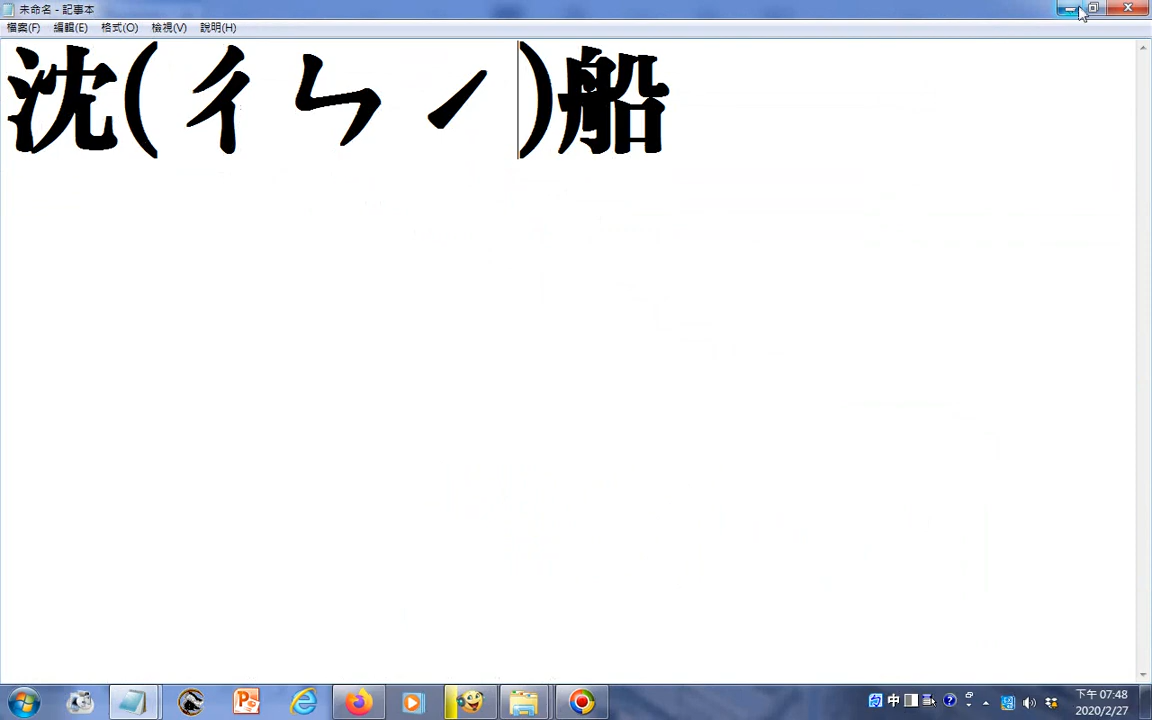 未命名 - 記事本
檔案(F) 編輯(E) 格式(O) 檢視(V) 說明(H)
沈(ㄔㄣˊ)船
中
下午 07:48
2020/2/27